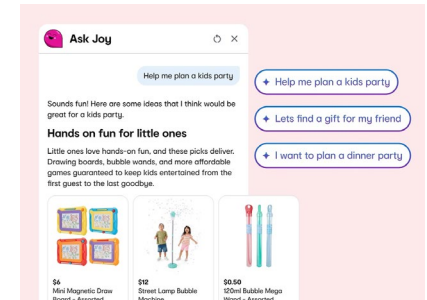 Ask Joy
Help me plan a kids party
Sounds fun! Here are some ideas that I think would be
great for a kids party.
Hands on fun for little ones
Little ones love hands-on fun, and these picks deliver.
Drawing boards, bubble wands, and more affordable
games guaranteed to keep kids entertained from the
first guest to the last goodbye.
$6
Mini Magnetic Draw
Board - Assorted
$12
Street Lamp Bubble
Machine
$0.50
120ml Bubble Mega
Wand - Assorted
Help me plan a kids party
Lets find a gift for my friend
I want to plan a dinner party